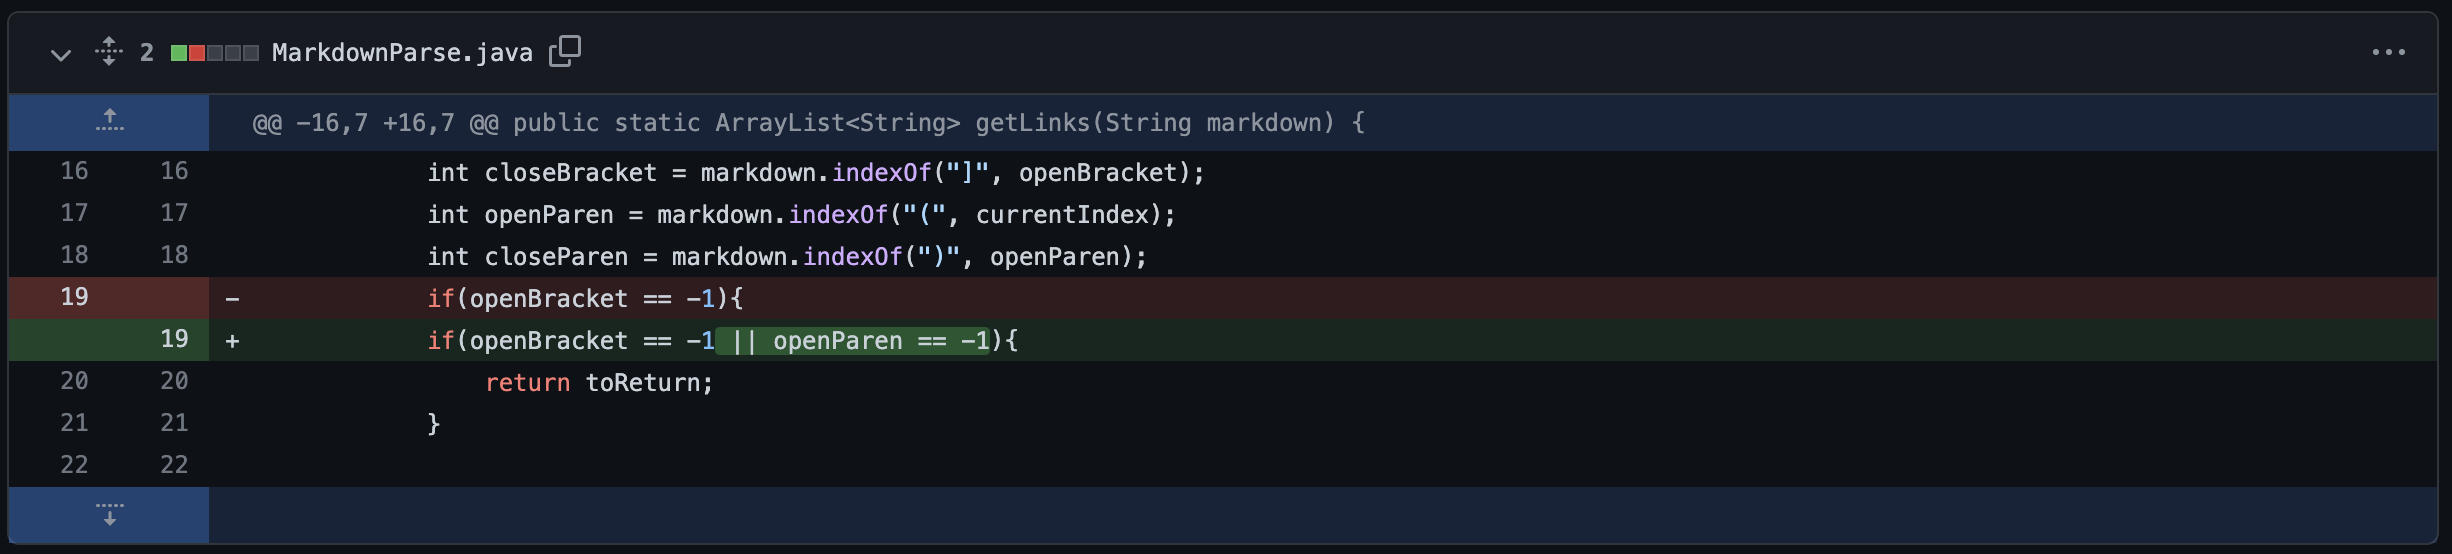 2 MarkdownParse.java
@@ -16,7 +16,7 @@ public static ArrayList<String> getLinks(String markdown) {
16 16 int closeBracket = markdown.indexOf("]", openBracket);
17 17 int openParen = markdown.indexOf("(", currentIndex);
18 18 int closeParen = markdown.indexOf(")", openParen);
19 - if(openBracket == -1){
19 + if(openBracket == -1 || openParen == -1){
20 20 return toReturn;
21 21 }
22 22